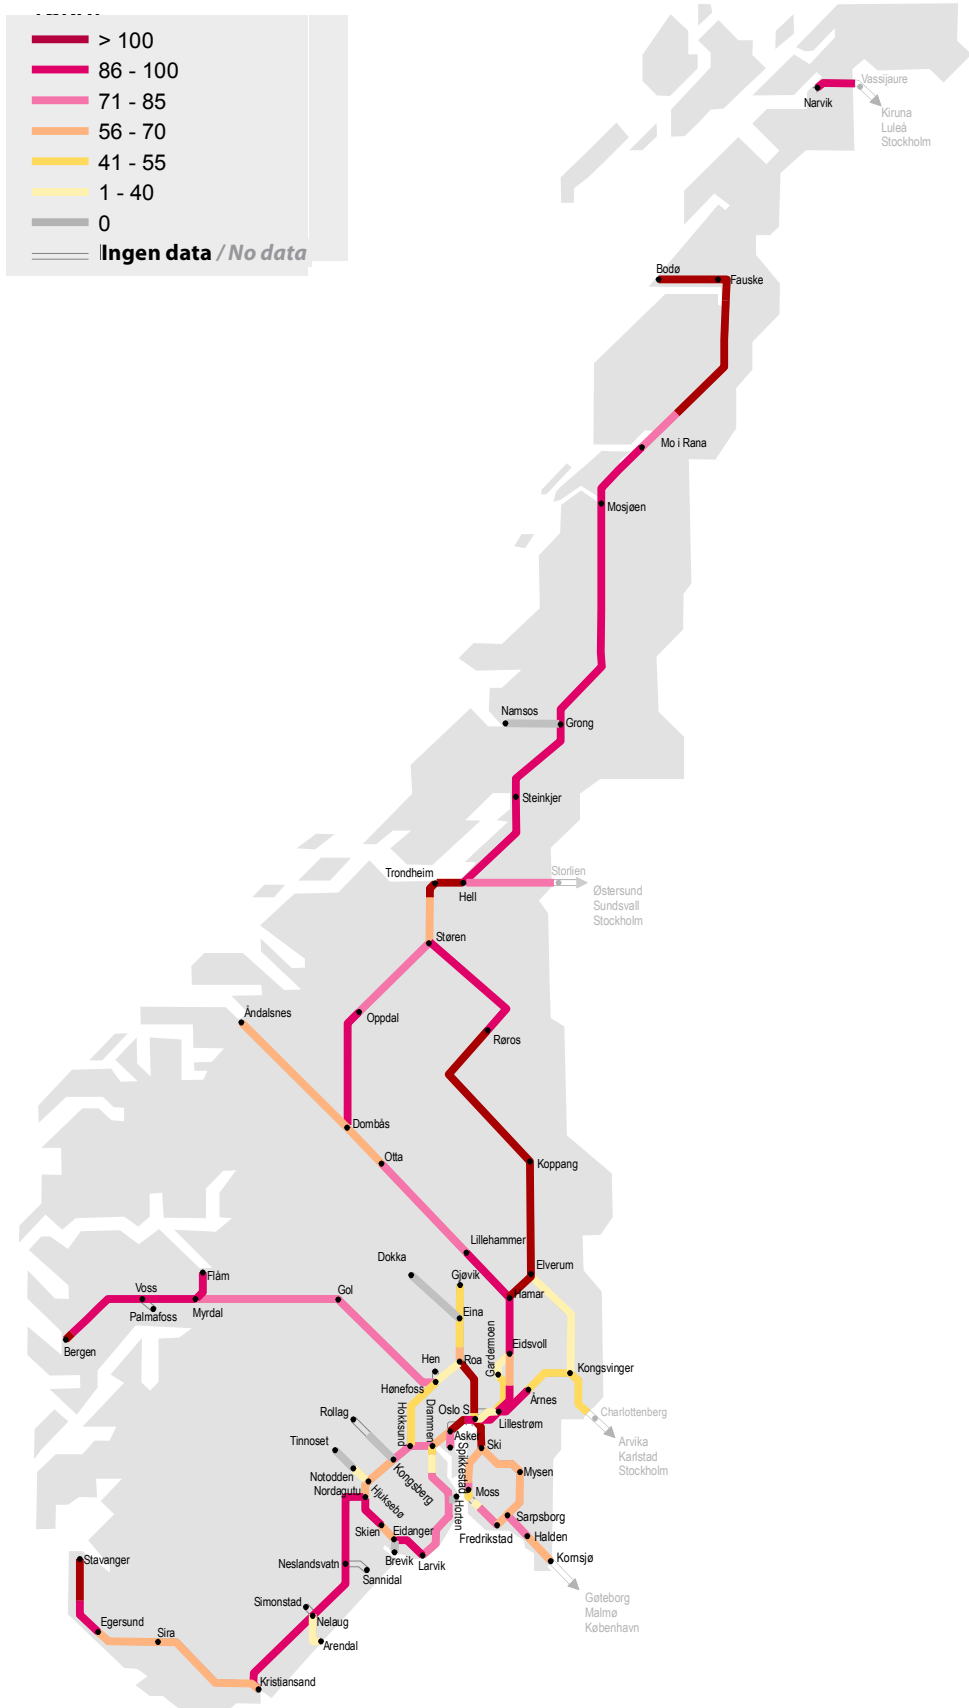 > 100
86 - 100
71 - 85
56 - 70
41 - 55
1 - 40
0
Ingen data / No data
Vassijaure
Narvik
Kiruna
Luleå
Stockholm
Bodø
Fauske
Mo i Rana
Mosjøen
Namsos
Grong
Steinkjer
Trondheim
Hell
Storlien
Østersund
Sundsvall
Stockholm
Støren
Åndalsnes
Oppdal
Røros
Dombås
Otta
Koppang
Lillehammer
Elverum
Dokka
Gjøvik
Flåm
Voss
Myrdal
Gol
Hamar
Palmafoss
Eina
Bergen
Gardermoen
Eidsvoll
Roa
Hen
Kongsvinger
Hønefoss
Årnes
Oslo S
Lillestrøm
Charlottenberg
Rollag
Hokksund
Drammen
Asker
Arvika
Karlstad
Stockholm
Tinnoset
Spikkestad
Ski
Notodden
Kongsberg
Mysen
Nordagutu
Hjuksebø
Moss
Horten
Sarpsborg
Skien
Eidanger
Fredrikstad
Halden
Brevik
Larvik
Kornsjø
Stavanger
Neslandsvatn
Sannidal
Gøteborg
Malmø
København
Simonstad
Nelaug
Egersund
Sira
Arendal
Kristiansand